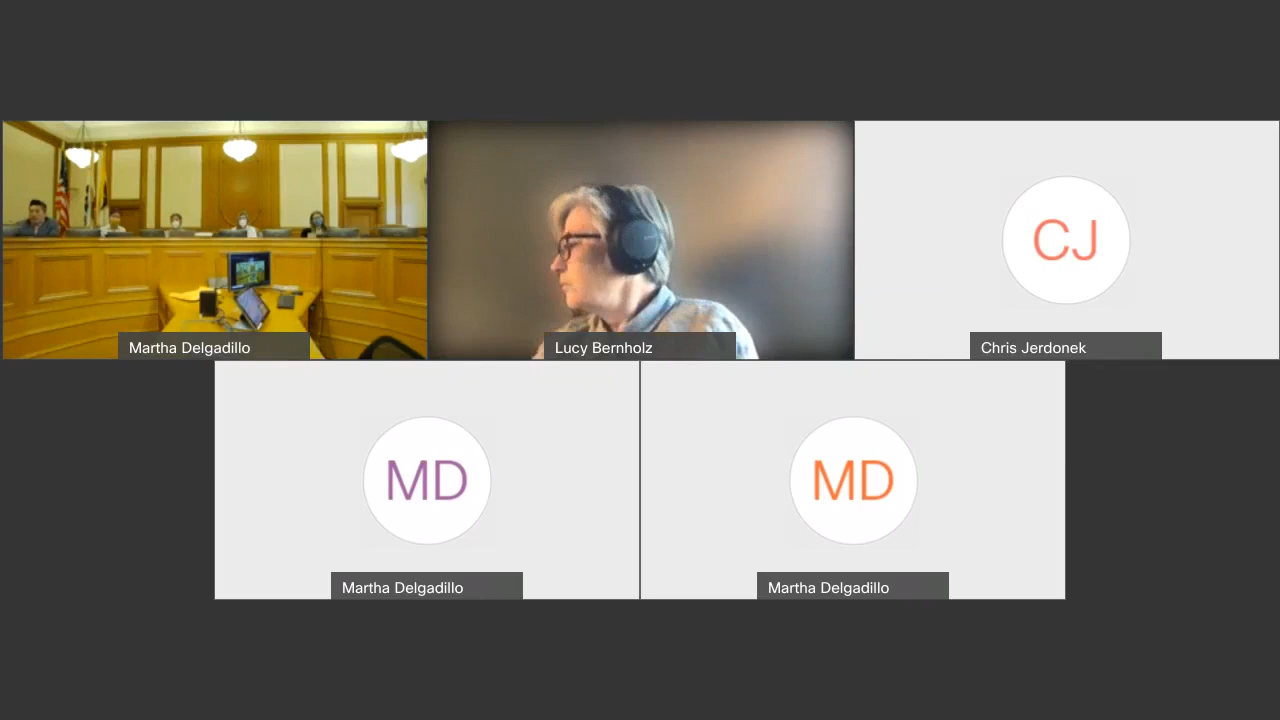 Martha Delgadillo
Lucy Bernholz
CJ
Chris Jerdonek
MD
Martha Delgadillo
MD
Martha Delgadillo